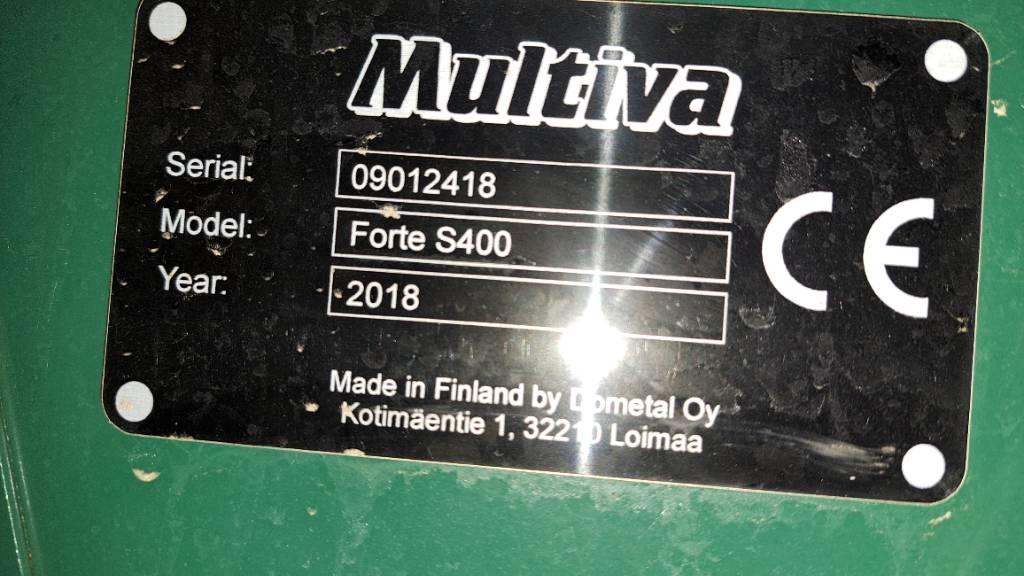 Multiva
Serial: 09012418
Model: Forte S400
Year: 2018
CE
Made in Finland by Dometal Oy
Kotimäentie 1, 32210 Loimaa